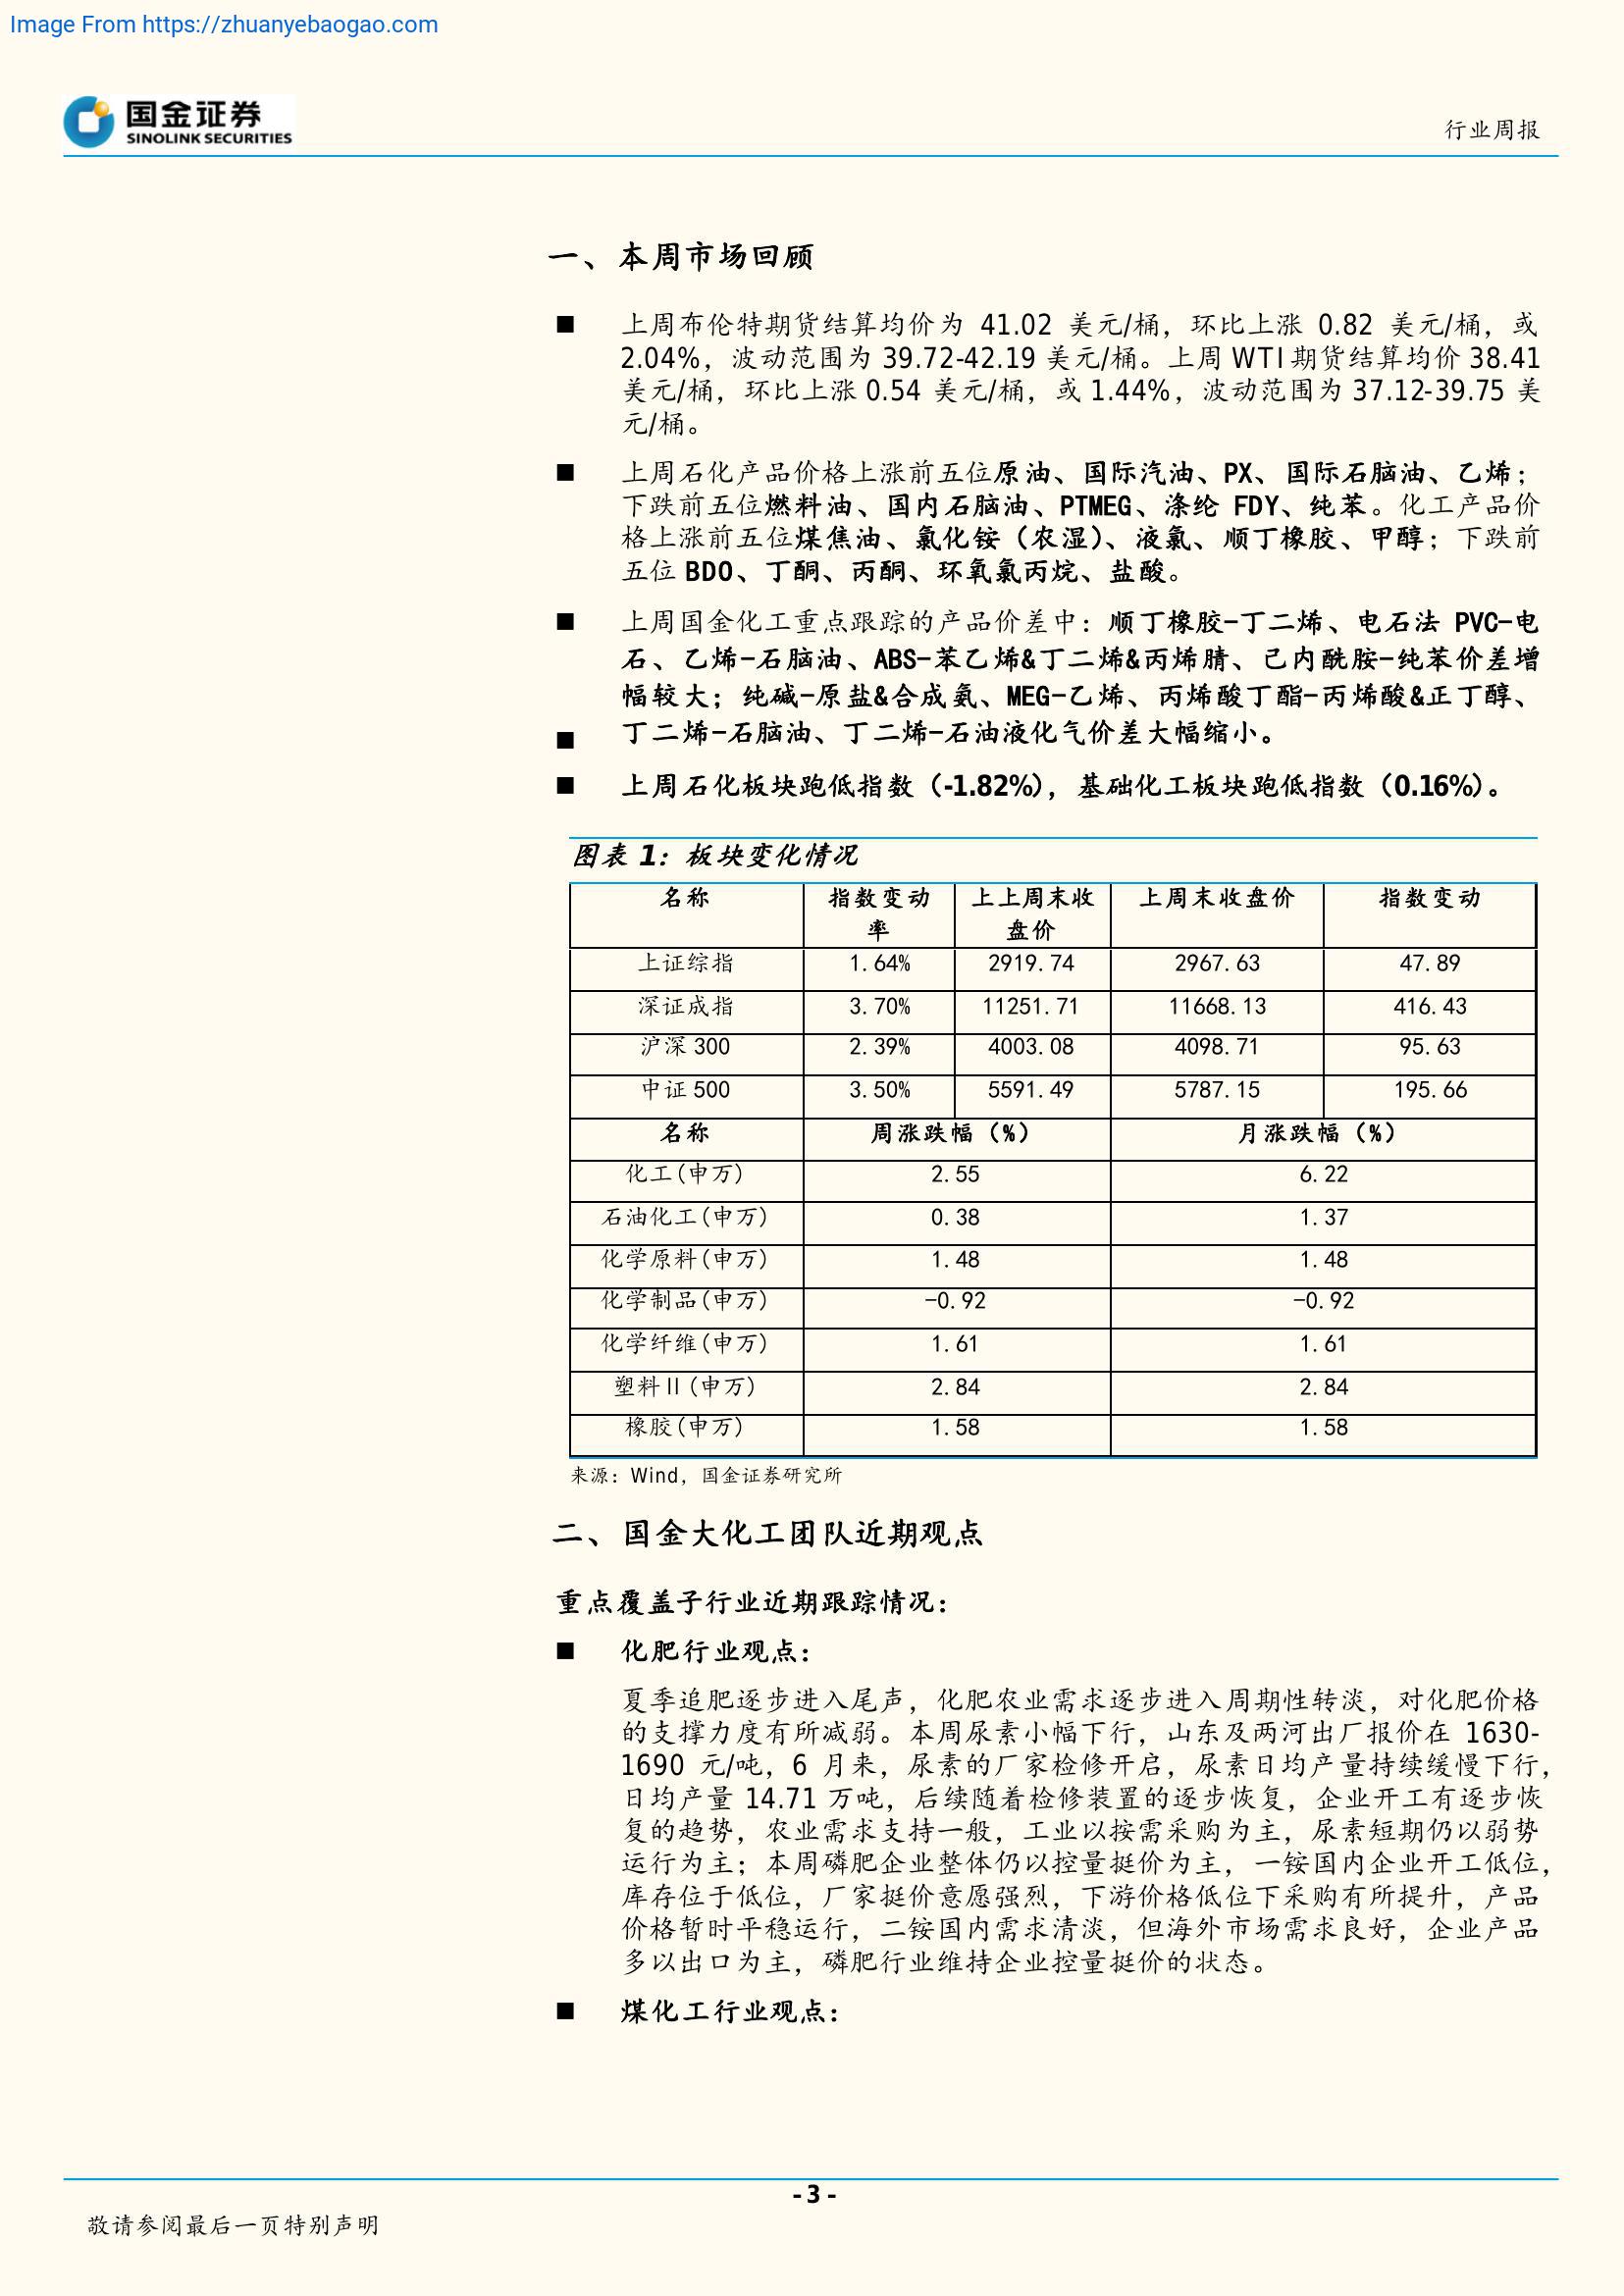 Image From https://zhuanyebaogao.com
国金证券
SINOLINK SECURITIES
行业周报
一、本周市场回顾
■ 上周布伦特期货结算均价为 41.02 美元/桶，环比上涨 0.82 美元/桶，或
2.04%，波动范围为 39.72-42.19 美元/桶。上周 WTI 期货结算均价 38.41
美元/桶，环比上涨 0.54 美元/桶，或 1.44%，波动范围为 37.12-39.75 美
元/桶。
■ 上周石化产品价格上涨前五位原油、国际汽油、PX、国际石脑油、乙烯；
下跌前五位燃料油、国内石脑油、PTMEG、涤纶 FDY、纯苯。化工产品价
格上涨前五位煤焦油、氯化铵（农湿）、液氯、顺丁橡胶、甲醇；下跌前
五位 BDO、丁酮、丙酮、环氧氯丙烷、盐酸。
■ 上周国金化工重点跟踪的产品价差中：顺丁橡胶-丁二烯、电石法 PVC-电
石、乙烯-石脑油、ABS-苯乙烯&丁二烯&丙烯腈、己内酰胺-纯苯价差增
幅较大；纯碱-原盐&合成氨、MEG-乙烯、丙烯酸丁酯-丙烯酸&正丁醇、
■ 丁二烯-石脑油、丁二烯-石油液化气价差大幅缩小。
■ 上周石化板块跑低指数（-1.82%），基础化工板块跑低指数（0.16%）。
图表 1：板块变化情况
名称 指数变动率 上上周末收盘价 上周末收盘价 指数变动
上证综指 1.64% 2919.74 2967.63 47.89
深证成指 3.70% 11251.71 11668.13 416.43
沪深 300 2.39% 4003.08 4098.71 95.63
中证 500 3.50% 5591.49 5787.15 195.66
名称 周涨跌幅（%） 月涨跌幅（%）
化工(申万) 2.55 6.22
石油化工(申万) 0.38 1.37
化学原料(申万) 1.48 1.48
化学制品(申万) -0.92 -0.92
化学纤维(申万) 1.61 1.61
塑料Ⅱ(申万) 2.84 2.84
橡胶(申万) 1.58 1.58
来源：Wind，国金证券研究所
二、国金大化工团队近期观点
重点覆盖子行业近期跟踪情况：
■ 化肥行业观点：
夏季追肥逐步进入尾声，化肥农业需求逐步进入周期性转淡，对化肥价格
的支撑力度有所减弱。本周尿素小幅下行，山东及两河出厂报价在 1630-
1690 元/吨，6 月来，尿素的厂家检修开启，尿素日均产量持续缓慢下行，
日均产量 14.71 万吨，后续随着检修装置的逐步恢复，企业开工有逐步恢
复的趋势，农业需求支持一般，工业以按需采购为主，尿素短期仍以弱势
运行为主；本周磷肥企业整体仍以控量挺价为主，一铵国内企业开工低位，
库存位于低位，厂家挺价意愿强烈，下游价格低位下采购有所提升，产品
价格暂时平稳运行，二铵国内需求清淡，但海外市场需求良好，企业产品
多以出口为主，磷肥行业维持企业控量挺价的状态。
■ 煤化工行业观点：
- 3 -
敬请参阅最后一页特别声明